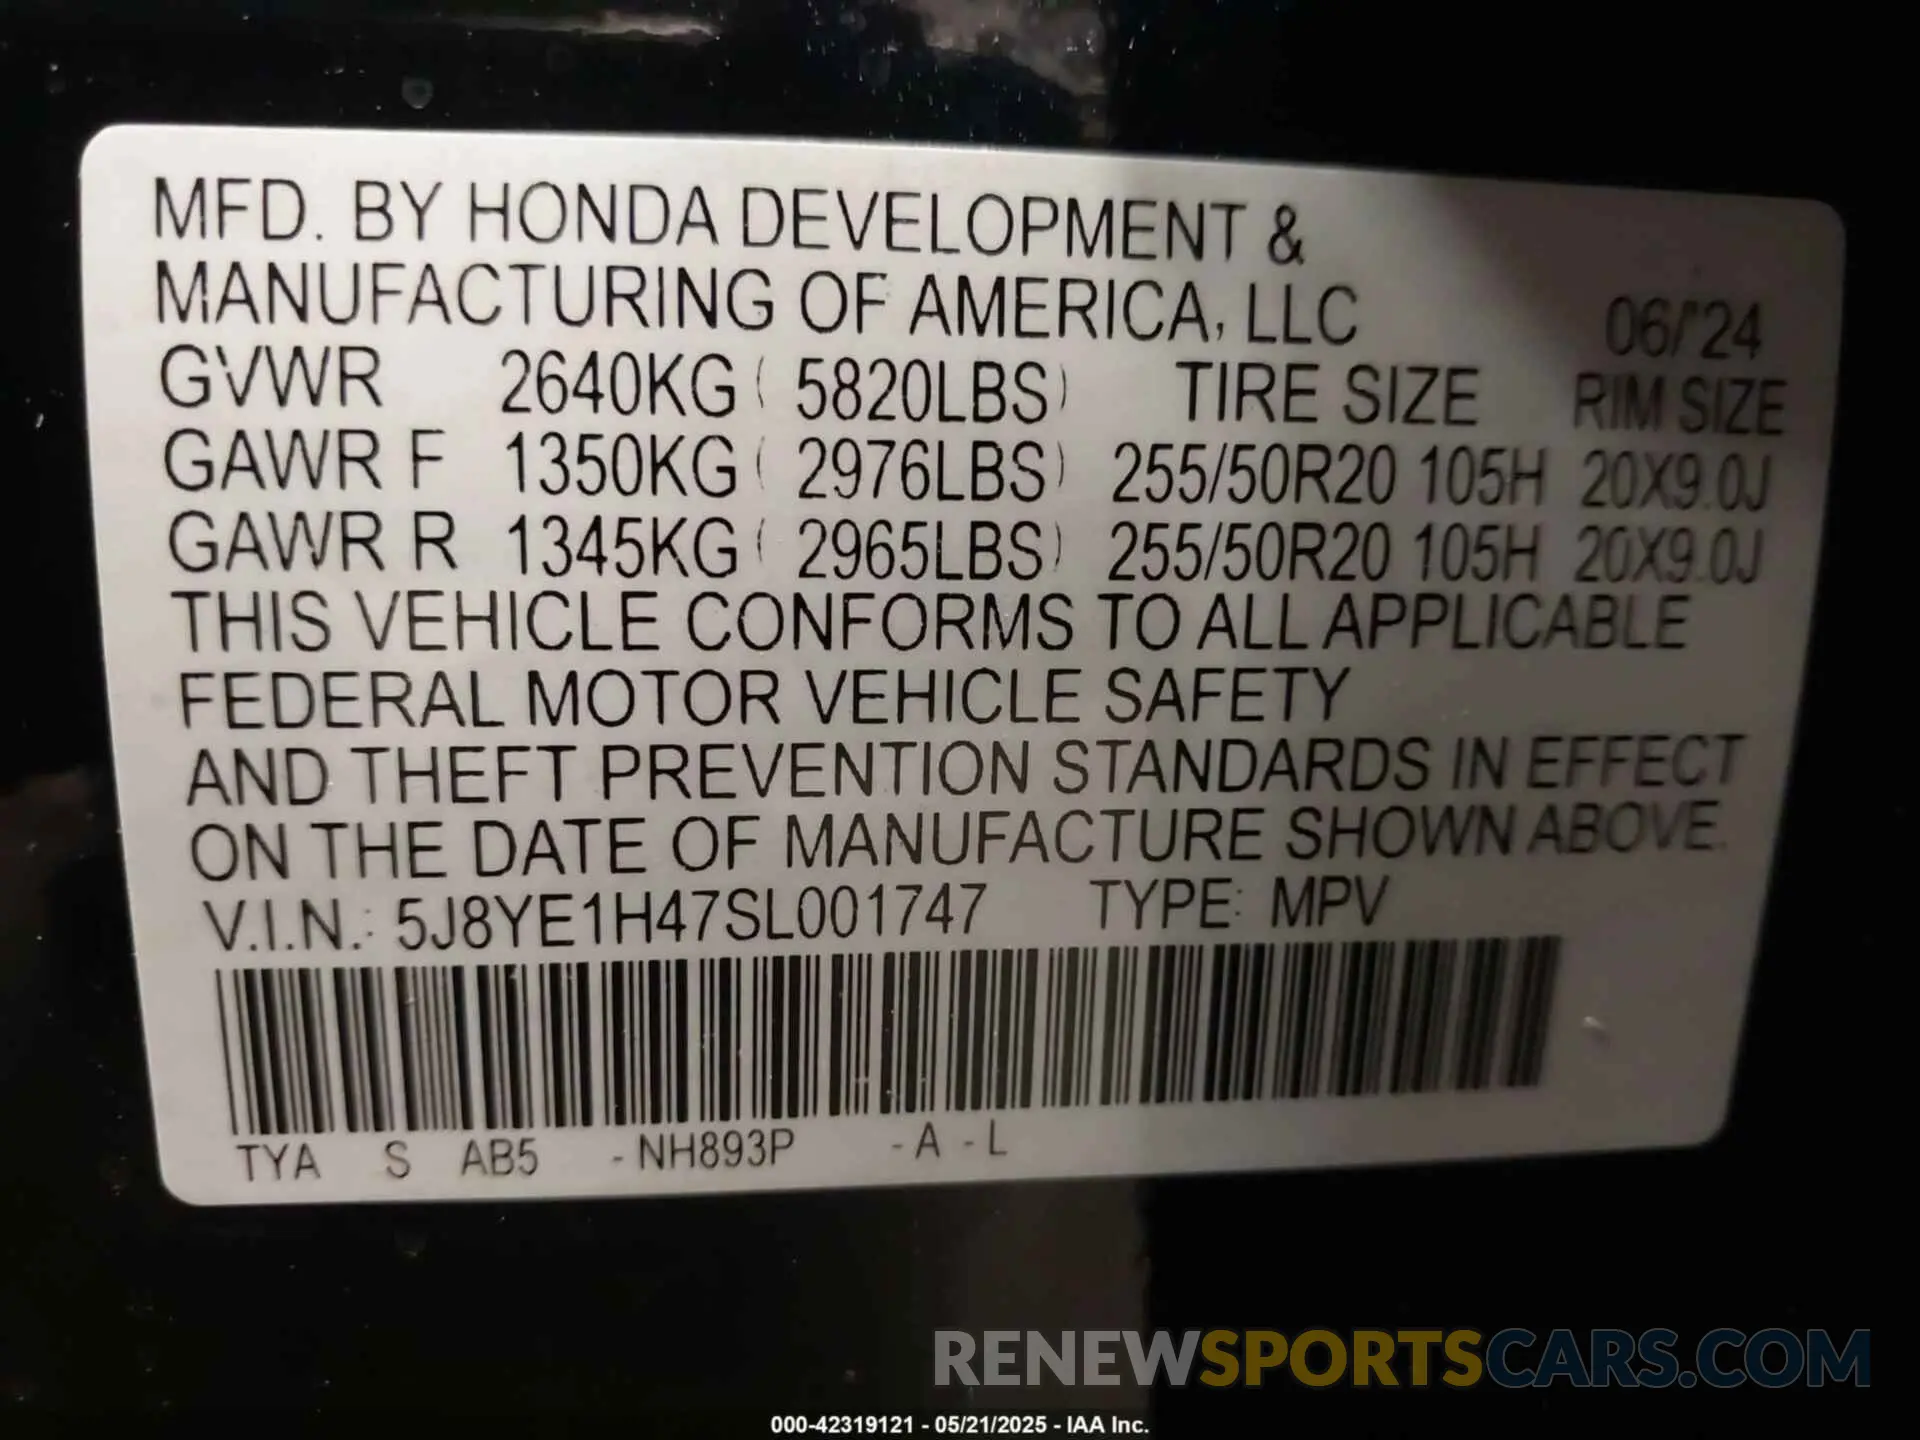 MFD. BY HONDA DEVELOPMENT &
MANUFACTURING OF AMERICA, LLC 06/'24
GVWR 2640KG ( 5820LBS) TIRE SIZE RIM SIZE
GAWR F 1350KG ( 2976LBS) 255/50R20 105H 20X9.0J
GAWR R 1345KG ( 2965LBS) 255/50R20 105H 20X9.0J
THIS VEHICLE CONFORMS TO ALL APPLICABLE
FEDERAL MOTOR VEHICLE SAFETY
AND THEFT PREVENTION STANDARDS IN EFFECT
ON THE DATE OF MANUFACTURE SHOWN ABOVE.
V.I.N.: 5J8YE1H47SL001747 TYPE: MPV
TYA S AB5 -NH893P -A -L
RENEWSPORTSCARS.COM
000-42319121 - 05/21/2025 - IAA Inc.